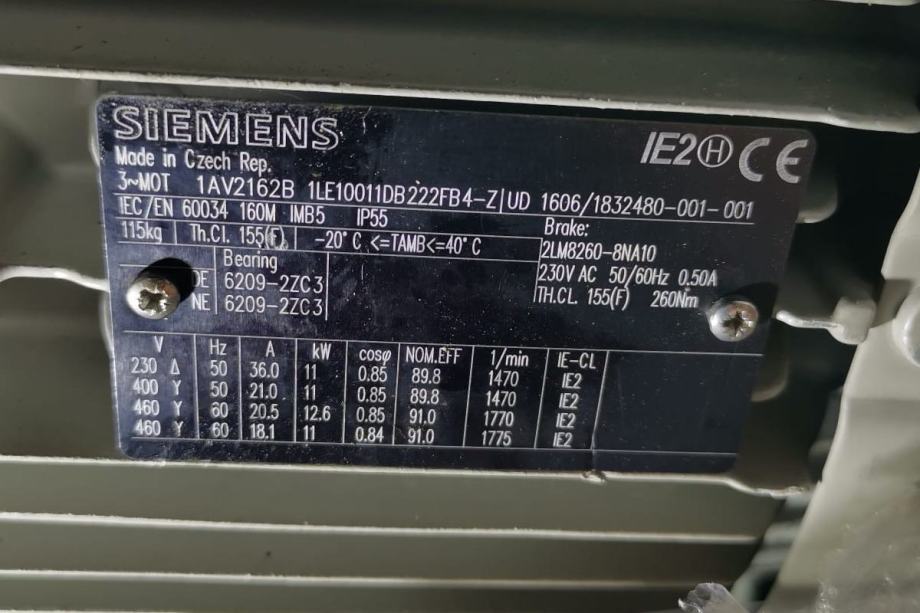 SIEMENS
IE2 H CE
Made in Czech Rep.
3~MOT 1AV2162B 1LE10011DB222FB4-Z UD 1606/1832480-001-001
IEC/EN 60034 160M IMB5 IP55
115kg Th.Cl. 155(F) -20° C <=TAMB<=40° C
Bearing
DE 6209-2ZC3
NE 6209-2ZC3
Brake:
2LM8260-8NA10
230V AC 50/60Hz 0.50A
TH.CL. 155(F) 260Nm
V Hz A kW cosφ NOM.EFF 1/min IE-CL
230 Δ 50 36.0 11 0.85 89.8 1470 IE2
400 Y 50 21.0 11 0.85 89.8 1470 IE2
460 Y 60 20.5 12.6 0.85 91.0 1770 IE2
460 Y 60 18.1 11 0.84 91.0 1775 IE2